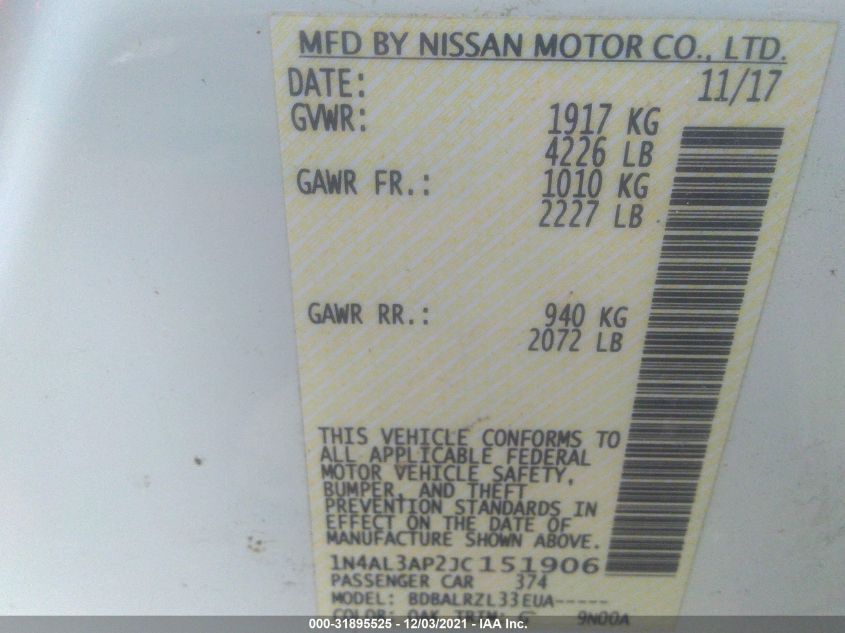 MFD BY NISSAN MOTOR CO., LTD.
DATE: 11/17
GVWR: 1917 KG
4226 LB
GAWR FR.: 1010 KG
2227 LB
GAWR RR.: 940 KG
2072 LB
THIS VEHICLE CONFORMS TO
ALL APPLICABLE FEDERAL
MOTOR VEHICLE SAFETY,
BUMPER, AND THEFT
PREVENTION STANDARDS IN
EFFECT ON THE DATE OF
MANUFACTURE SHOWN ABOVE.
1N4AL3AP2JC151906
PASSENGER CAR 374
MODEL: BDBALRZL33EUA-----
COLOR: QAK TRIM: G 9N00A
000-31895525 - 12/03/2021 - IAA Inc.